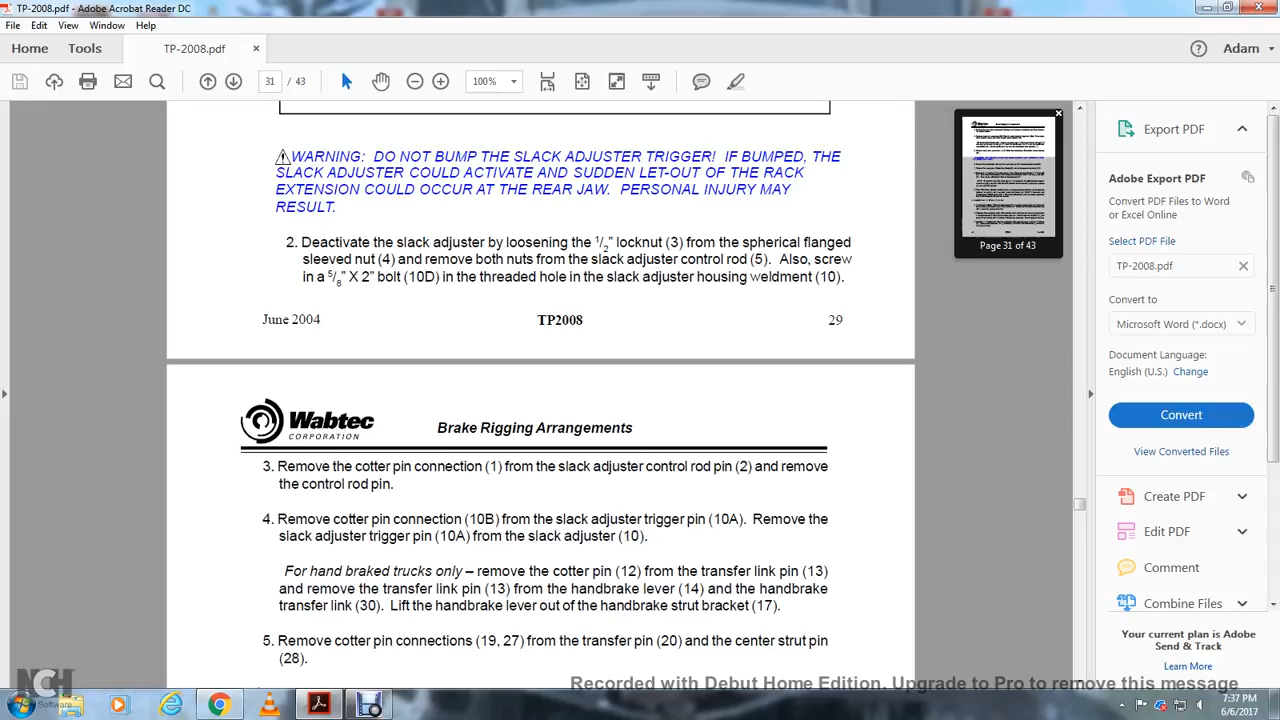 TP-2008.pdf - Adobe Acrobat Reader DC
File Edit View Window Help
Home Tools TP-2008.pdf × Adam
31 / 43 100%
WARNING: DO NOT BUMP THE SLACK ADJUSTER TRIGGER! IF BUMPED, THE
SLACK ADJUSTER COULD ACTIVATE AND SUDDEN LET-OUT OF THE RACK
EXTENSION COULD OCCUR AT THE REAR JAW. PERSONAL INJURY MAY
RESULT.
2. Deactivate the slack adjuster by loosening the 1/2" locknut (3) from the spherical flanged
sleeved nut (4) and remove both nuts from the slack adjuster control rod (5). Also, screw
in a 5/8" X 2" bolt (10D) in the threaded hole in the slack adjuster housing weldment (10).
June 2004 TP2008 29
Wabtec
CORPORATION
Brake Rigging Arrangements
3. Remove the cotter pin connection (1) from the slack adjuster control rod pin (2) and remove
the control rod pin.
4. Remove cotter pin connection (10B) from the slack adjuster trigger pin (10A). Remove the
slack adjuster trigger pin (10A) from the slack adjuster (10).
For hand braked trucks only – remove the cotter pin (12) from the transfer link pin (13)
and remove the transfer link pin (13) from the handbrake lever (14) and the handbrake
transfer link (30). Lift the handbrake lever out of the handbrake strut bracket (17).
5. Remove cotter pin connections (19, 27) from the transfer pin (20) and the center strut pin
(28).
Page 31 of 43
Export PDF
Adobe Export PDF
Convert PDF Files to Word
or Excel Online
Select PDF File
TP-2008.pdf
Convert to
Microsoft Word (*.docx)
Document Language:
English (U.S.) Change
Convert
View Converted Files
Create PDF
Edit PDF
Comment
Combine Files
Your current plan is Adobe
Send & Track
Learn More
Recorded with Debut Home Edition. Upgrade to Pro to remove this message
NCH
Software
7:37 PM
6/6/2017